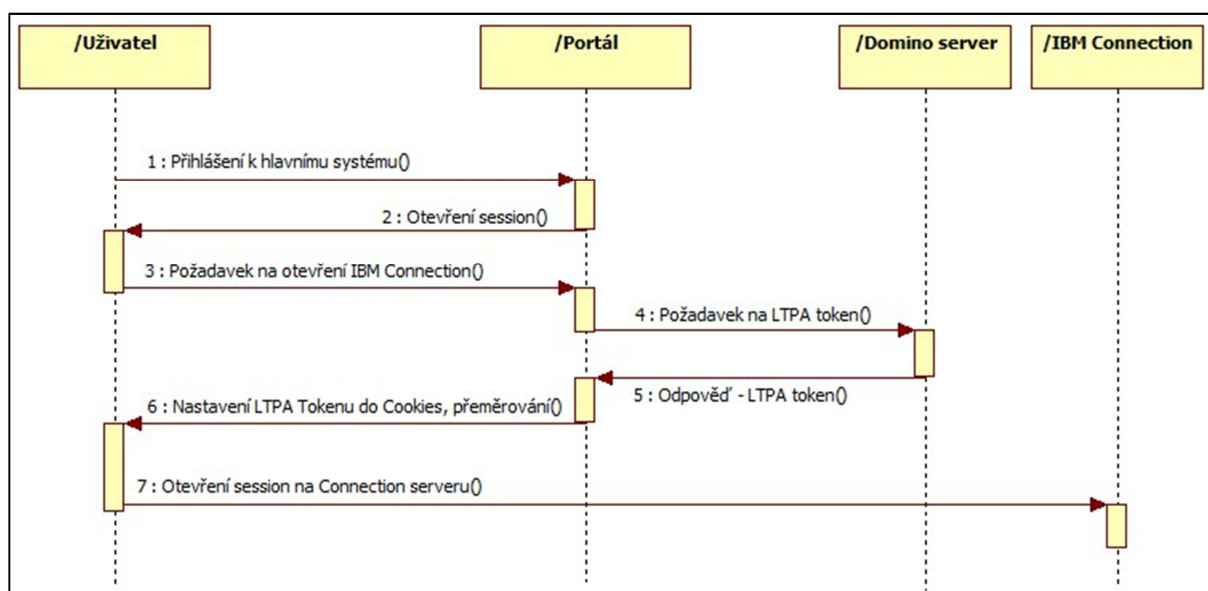 /Uživatel
/Portál
/Domino server
/IBM Connection
1 : Přihlášení k hlavnímu systému()
2 : Otevření session()
3 : Požadavek na otevření IBM Connection()
4 : Požadavek na LTPA token()
5 : Odpověď - LTPA token()
6 : Nastavení LTPA Tokenu do Cookies, přeměrování()
7 : Otevření session na Connection serveru()